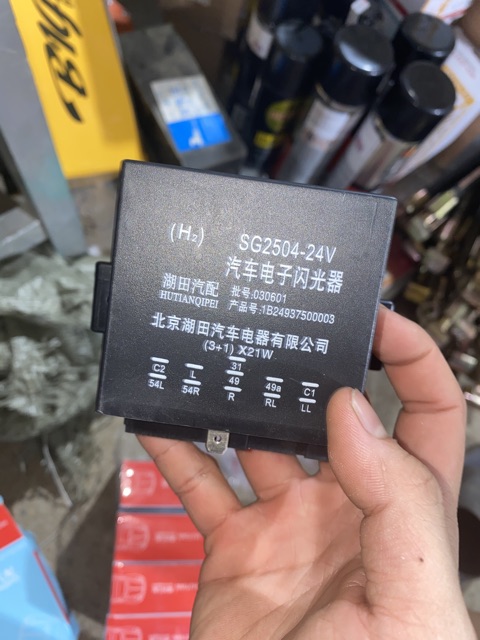 (H₂)
SG2504-24V
汽车电子闪光器
湖田汽配
HUTIANQIPEI
批号:030601
产品号:1B24937500003
北京湖田汽车电器有限公司
(3+1) X21W
C2 L 31 49a C1
54L 54R 49 RL LL
R